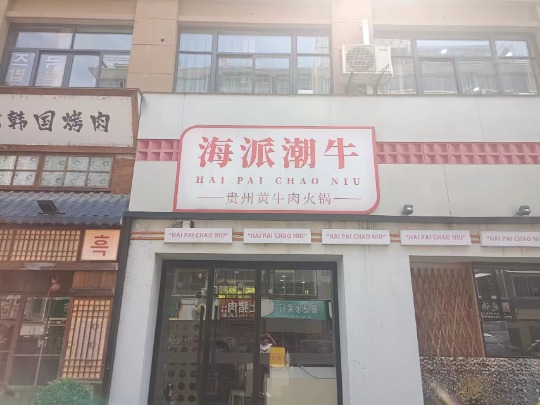 韩国烤肉
海派潮牛
HAI PAI CHAO NIU
贵州黄牛肉火锅
"HAI PAI CHAO NIU"
"HAI PAI CHAO NIU"
"HAI PAI CHAO NIU"
"HAI PAI CHAO NIU"
"HAI PAI CHAO NIU"
흑